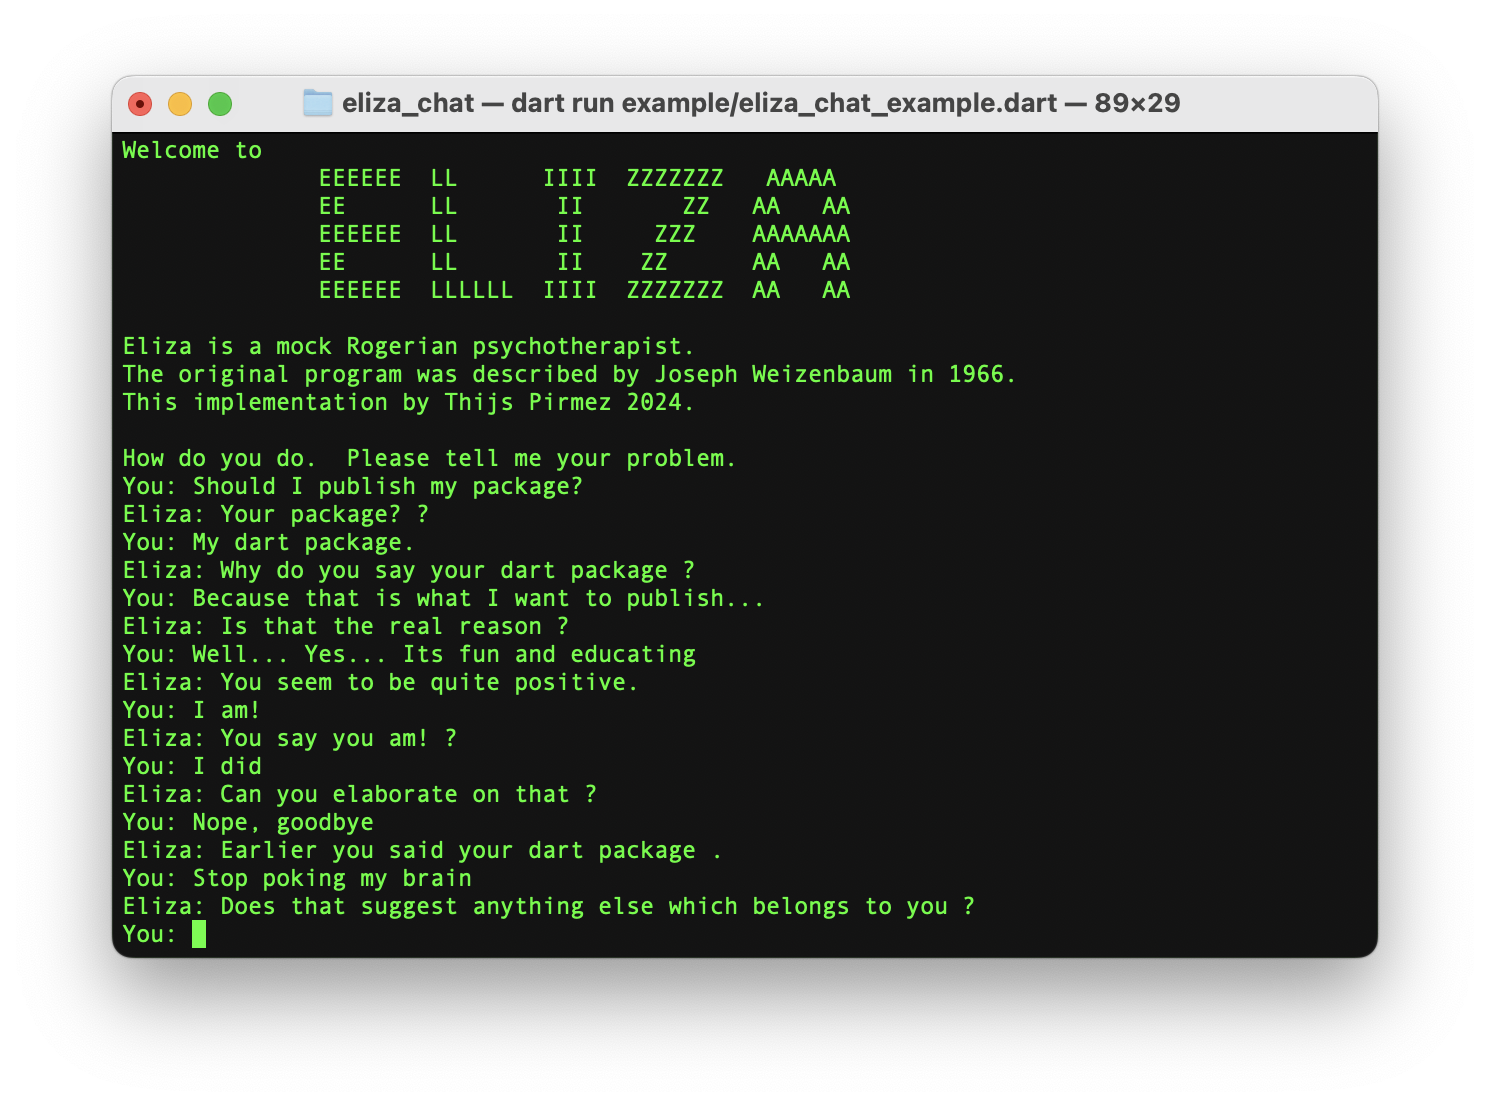 eliza_chat — dart run example/eliza_chat_example.dart — 89×29
Welcome to
              EEEEEE  LL      IIII  ZZZZZZZ   AAAAA
              EE      LL       II       ZZ   AA   AA
              EEEEEE  LL       II     ZZZ    AAAAAAA
              EE      LL       II    ZZ      AA   AA
              EEEEEE  LLLLLL  IIII  ZZZZZZZ  AA   AA
Eliza is a mock Rogerian psychotherapist.
The original program was described by Joseph Weizenbaum in 1966.
This implementation by Thijs Pirmez 2024.
How do you do.  Please tell me your problem.
You: Should I publish my package?
Eliza: Your package? ?
You: My dart package.
Eliza: Why do you say your dart package ?
You: Because that is what I want to publish...
Eliza: Is that the real reason ?
You: Well... Yes... Its fun and educating
Eliza: You seem to be quite positive.
You: I am!
Eliza: You say you am! ?
You: I did
Eliza: Can you elaborate on that ?
You: Nope, goodbye
Eliza: Earlier you said your dart package .
You: Stop poking my brain
Eliza: Does that suggest anything else which belongs to you ?
You: